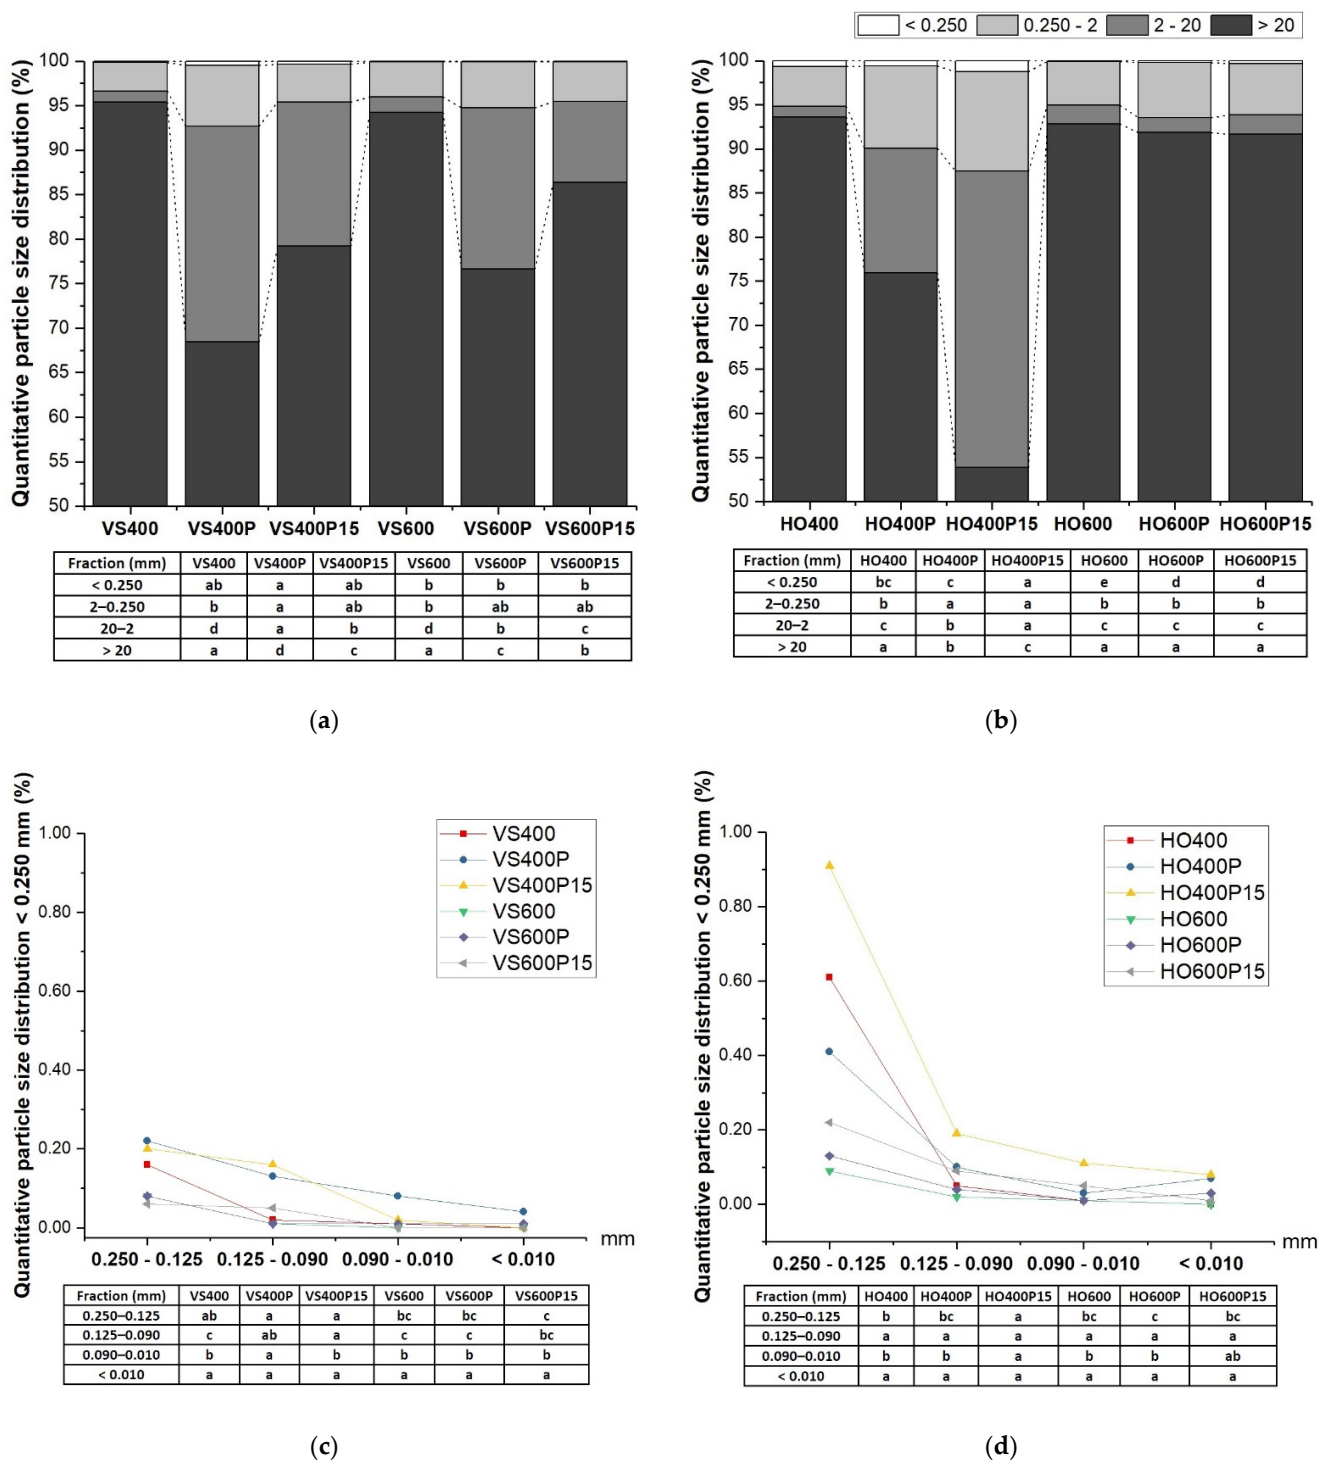 < 0.250 0.250 - 2 2 - 20 > 20
Quantitative particle size distribution (%)
100
95
90
85
80
75
70
65
60
55
50
VS400 VS400P VS400P15 VS600 VS600P VS600P15
Fraction (mm) VS400 VS400P VS400P15 VS600 VS600P VS600P15
< 0.250 ab a ab b b b
2–0.250 b a ab b ab ab
20–2 d a b d b c
> 20 a d c a c b
(a)
Quantitative particle size distribution (%)
100
95
90
85
80
75
70
65
60
55
50
HO400 HO400P HO400P15 HO600 HO600P HO600P15
Fraction (mm) HO400 HO400P HO400P15 HO600 HO600P HO600P15
< 0.250 bc c a e d d
2–0.250 b a a b b b
20–2 c b a c c c
> 20 a b c a a a
(b)
Quantitative particle size distribution < 0.250 mm (%)
1.00
0.80
0.60
0.40
0.20
0.00
VS400
VS400P
VS400P15
VS600
VS600P
VS600P15
mm
0.250 - 0.125 0.125 - 0.090 0.090 - 0.010 < 0.010
Fraction (mm) VS400 VS400P VS400P15 VS600 VS600P VS600P15
0.250–0.125 ab a a bc bc c
0.125–0.090 c ab a c c bc
0.090–0.010 b a b b b b
< 0.010 a a a a a a
(c)
Quantitative particle size distribution < 0.250 mm (%)
1.00
0.80
0.60
0.40
0.20
0.00
HO400
HO400P
HO400P15
HO600
HO600P
HO600P15
mm
0.250 - 0.125 0.125 - 0.090 0.090 - 0.010 < 0.010
Fraction (mm) HO400 HO400P HO400P15 HO600 HO600P HO600P15
0.250–0.125 b bc a bc c bc
0.125–0.090 a a a a a a
0.090–0.010 b b a b b ab
< 0.010 a a a a a a
(d)